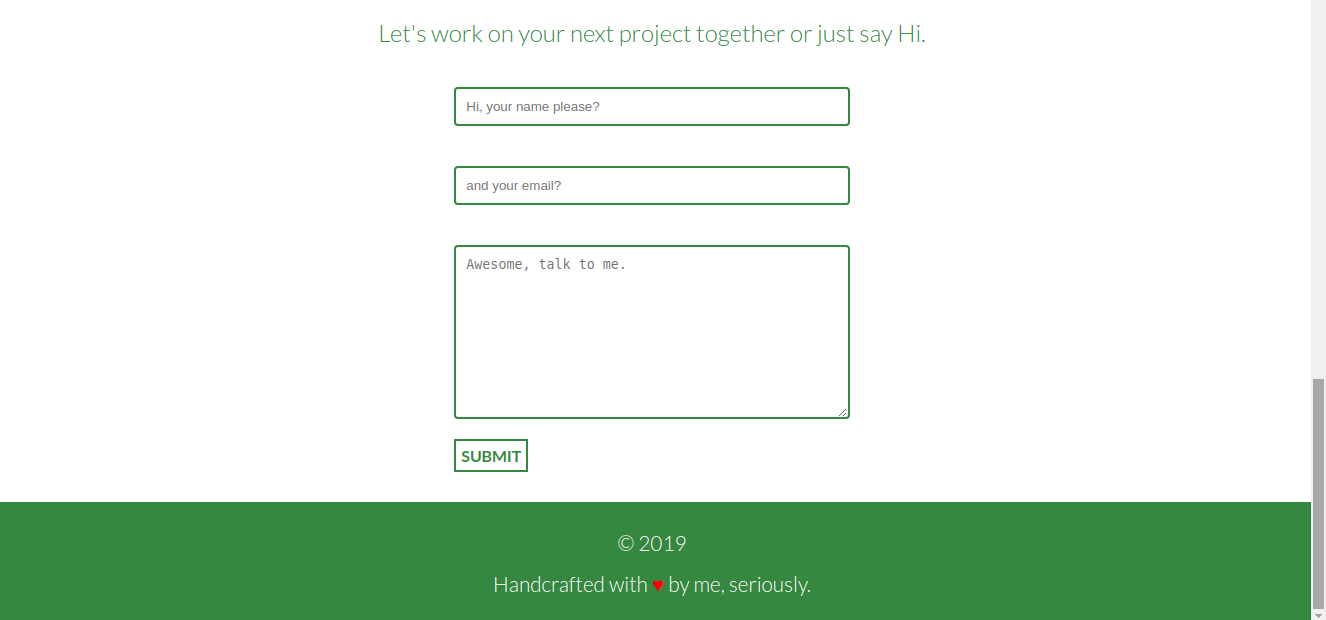 Let's work on your next project together or just say Hi.
Hi, your name please?
and your email?
Awesome, talk to me.
SUBMIT
© 2019
Handcrafted with ♥ by me, seriously.